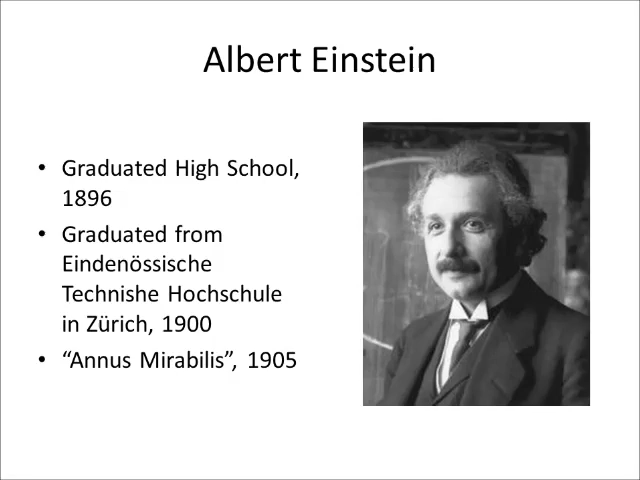 Albert Einstein
• Graduated High School,
1896
• Graduated from
Eindenössische
Technishe Hochschule
in Zürich, 1900
• “Annus Mirabilis”, 1905